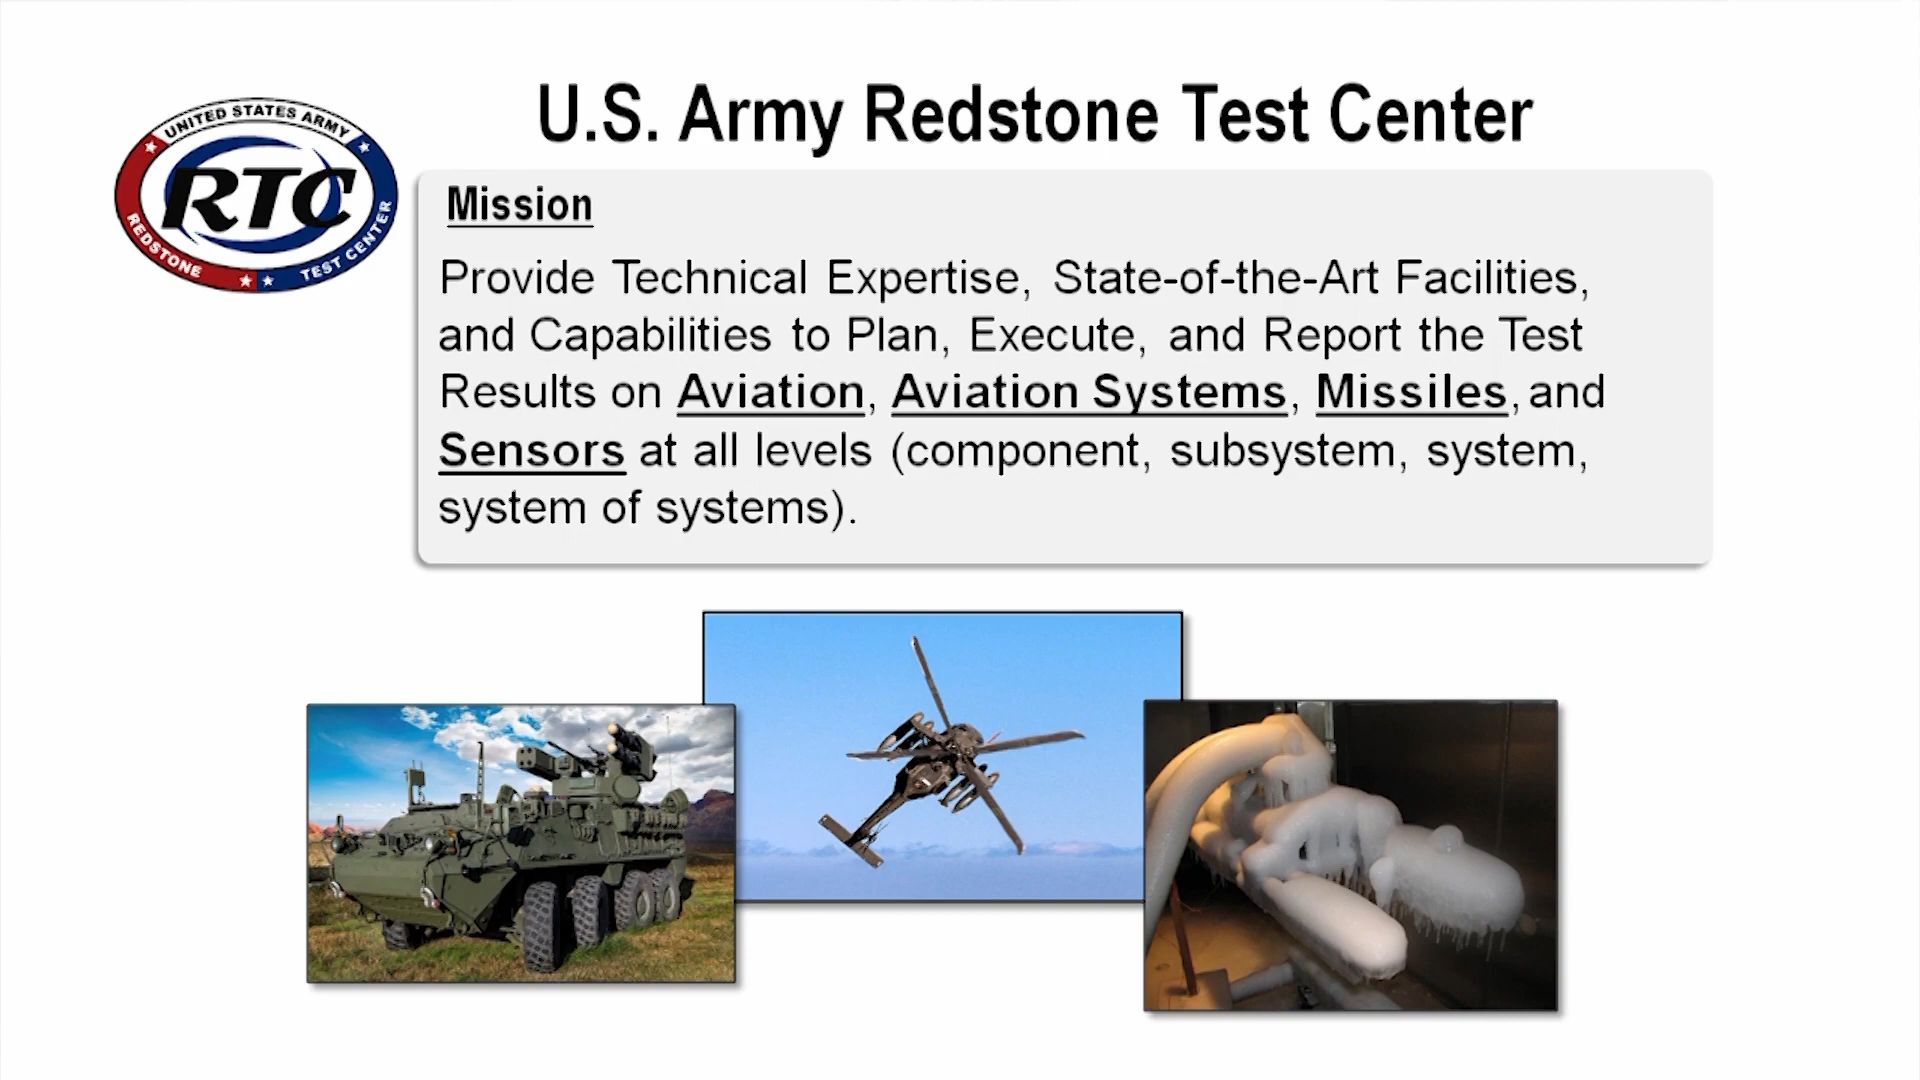 U.S. Army Redstone Test Center
UNITED STATES ARMY
RTC
REDSTONE
TEST CENTER
Mission
Provide Technical Expertise, State-of-the-Art Facilities,
and Capabilities to Plan, Execute, and Report the Test
Results on Aviation, Aviation Systems, Missiles, and
Sensors at all levels (component, subsystem, system,
system of systems).